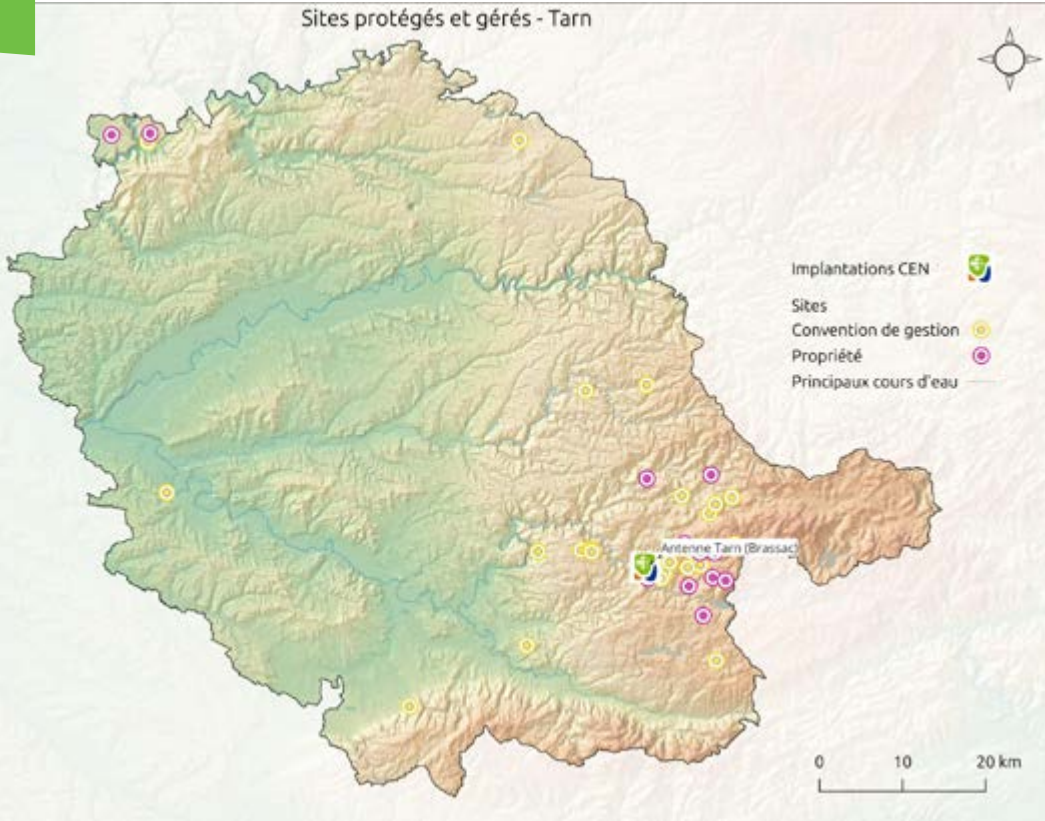 Sites protégés et gérés - Tarn
Implantations CEN
Sites
Convention de gestion
Propriété
Principaux cours d'eau
Antenne Tarn (Brassac)
0 10 20 km